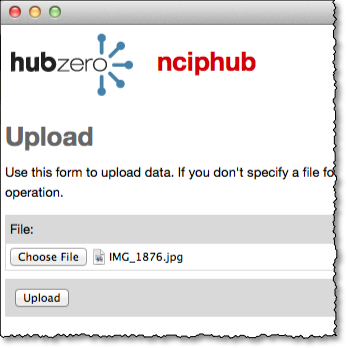 hubzero nciphub
Upload
Use this form to upload data. If you don't specify a file fo
operation.
File:
Choose File IMG_1876.jpg
Upload